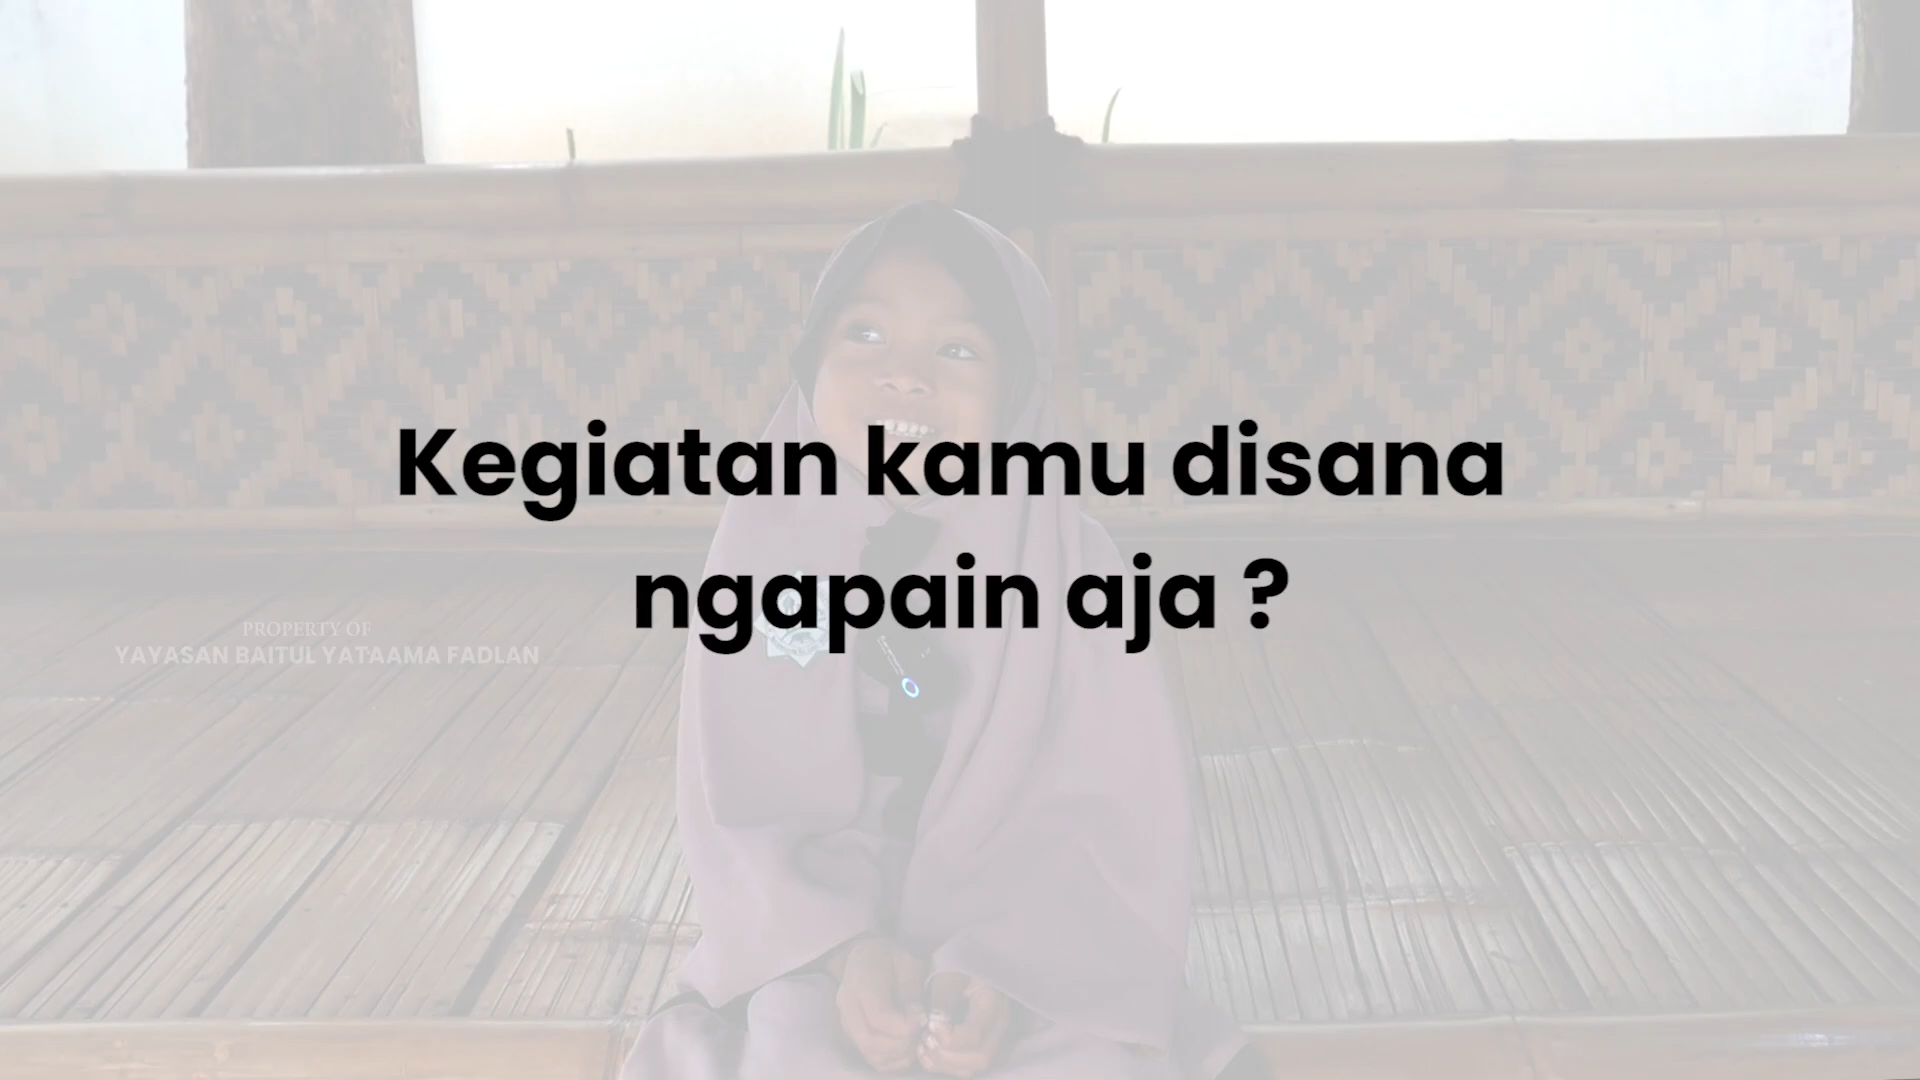 Kegiatan kamu disana
ngapain aja ?
PROPERTY OF
YAYASAN BAITUL YATAAMA FADLAN